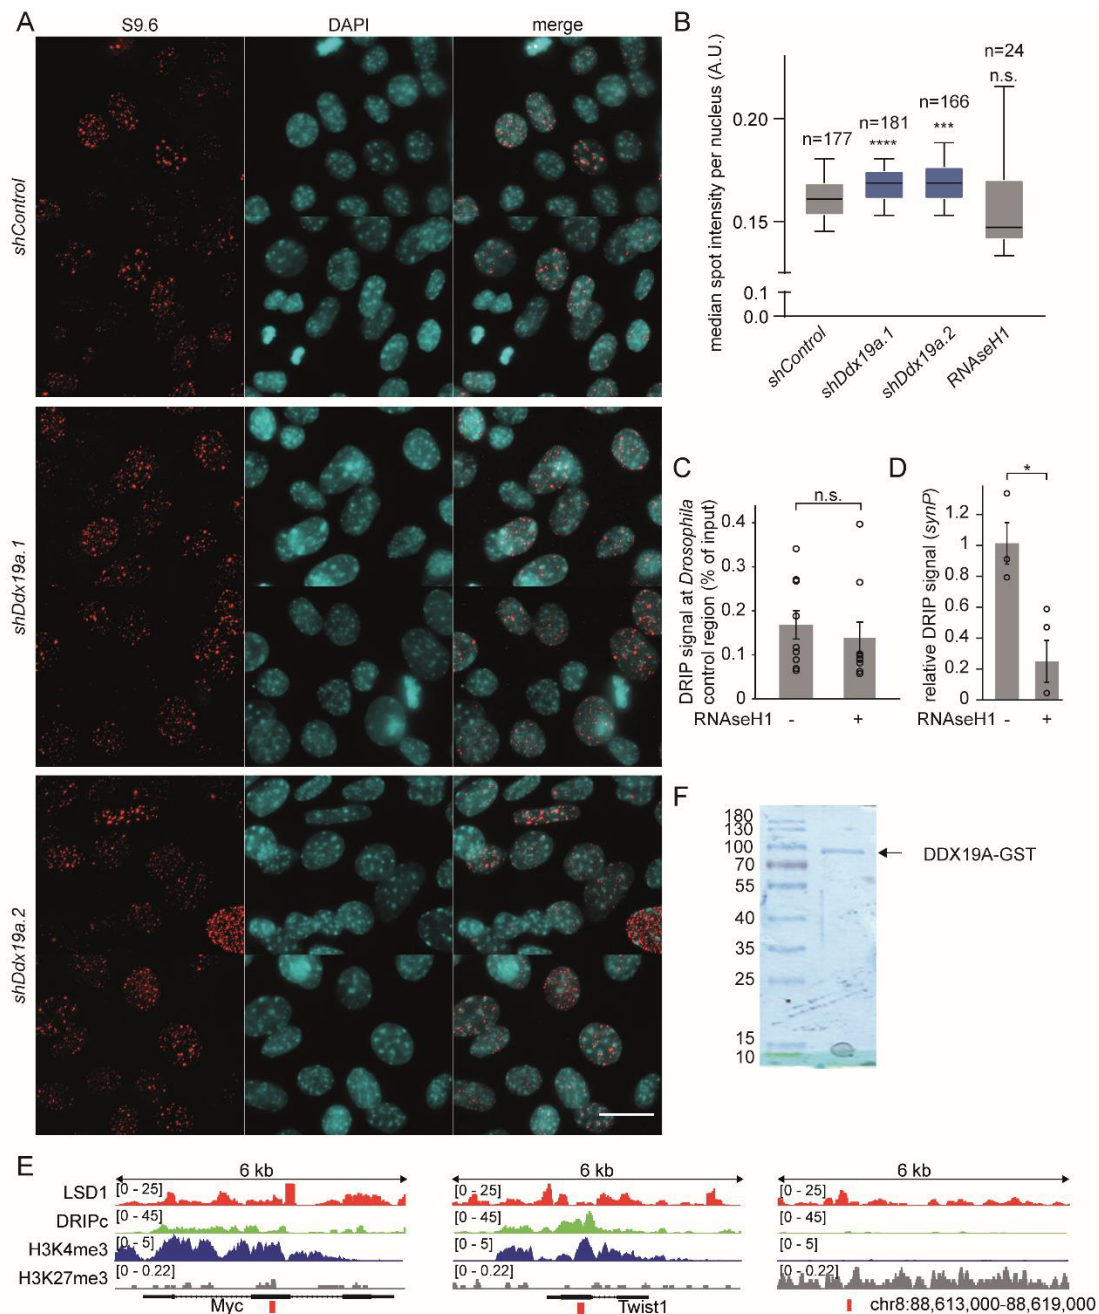 A
S9.6 DAPI merge
shControl
shDdx19a.1
shDdx19a.2
B
median spot intensity per nucleus (A.U.)
0.20
0.15
0.1
0.0
n=177
n=181
****
n=166
***
n=24
n.s.
shControl
shDdx19a.1
shDdx19a.2
RNAseH1
C
DRIP signal at Drosophila
control region (% of input)
0.4
0.3
0.2
0.1
0
n.s.
RNAseH1 - +
D
relative DRIP signal (synP)
1.2
1
0.8
0.6
0.4
0.2
0
*
RNAseH1 - +
F
180
130
100
70
55
40
35
25
15
10
DDX19A-GST
E
6 kb 6 kb 6 kb
LSD1 [0 - 25] [0 - 25] [0 - 25]
DRIPc [0 - 45] [0 - 45] [0 - 45]
H3K4me3 [0 - 5] [0 - 5] [0 - 5]
H3K27me3 [0 - 0.22] [0 - 0.22] [0 - 0.22]
Myc Twist1 chr8:88.613,000-88,619,000